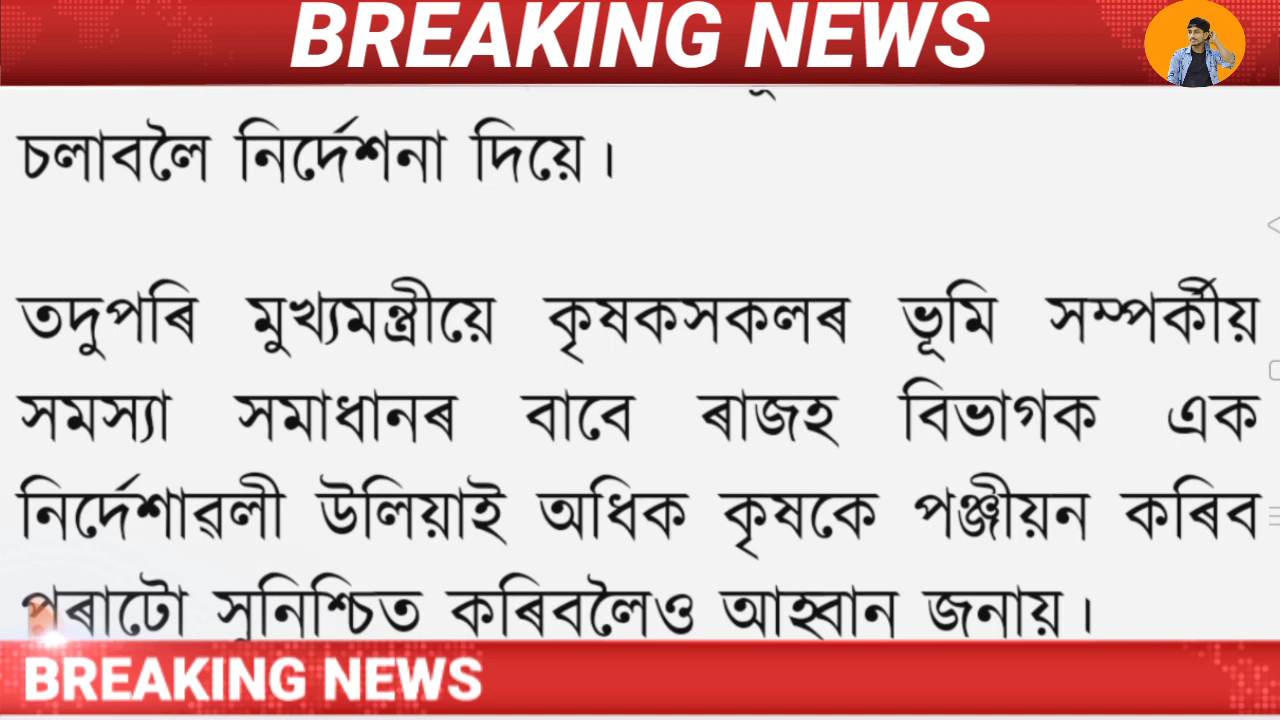 BREAKING NEWS
চলাবলৈ নিৰ্দেশনা দিয়ে।
তদুপৰি মুখ্যমন্ত্ৰীয়ে কৃষকসকলৰ ভূমি সম্পৰ্কীয়
সমস্যা সমাধানৰ বাবে ৰাজহ বিভাগক এক
নিৰ্দেশাৱলী উলিয়াই অধিক কৃষকে পঞ্জীয়ন কৰিব
পৰাটো সুনিশ্চিত কৰিবলৈও আহ্বান জনায়।
BREAKING NEWS